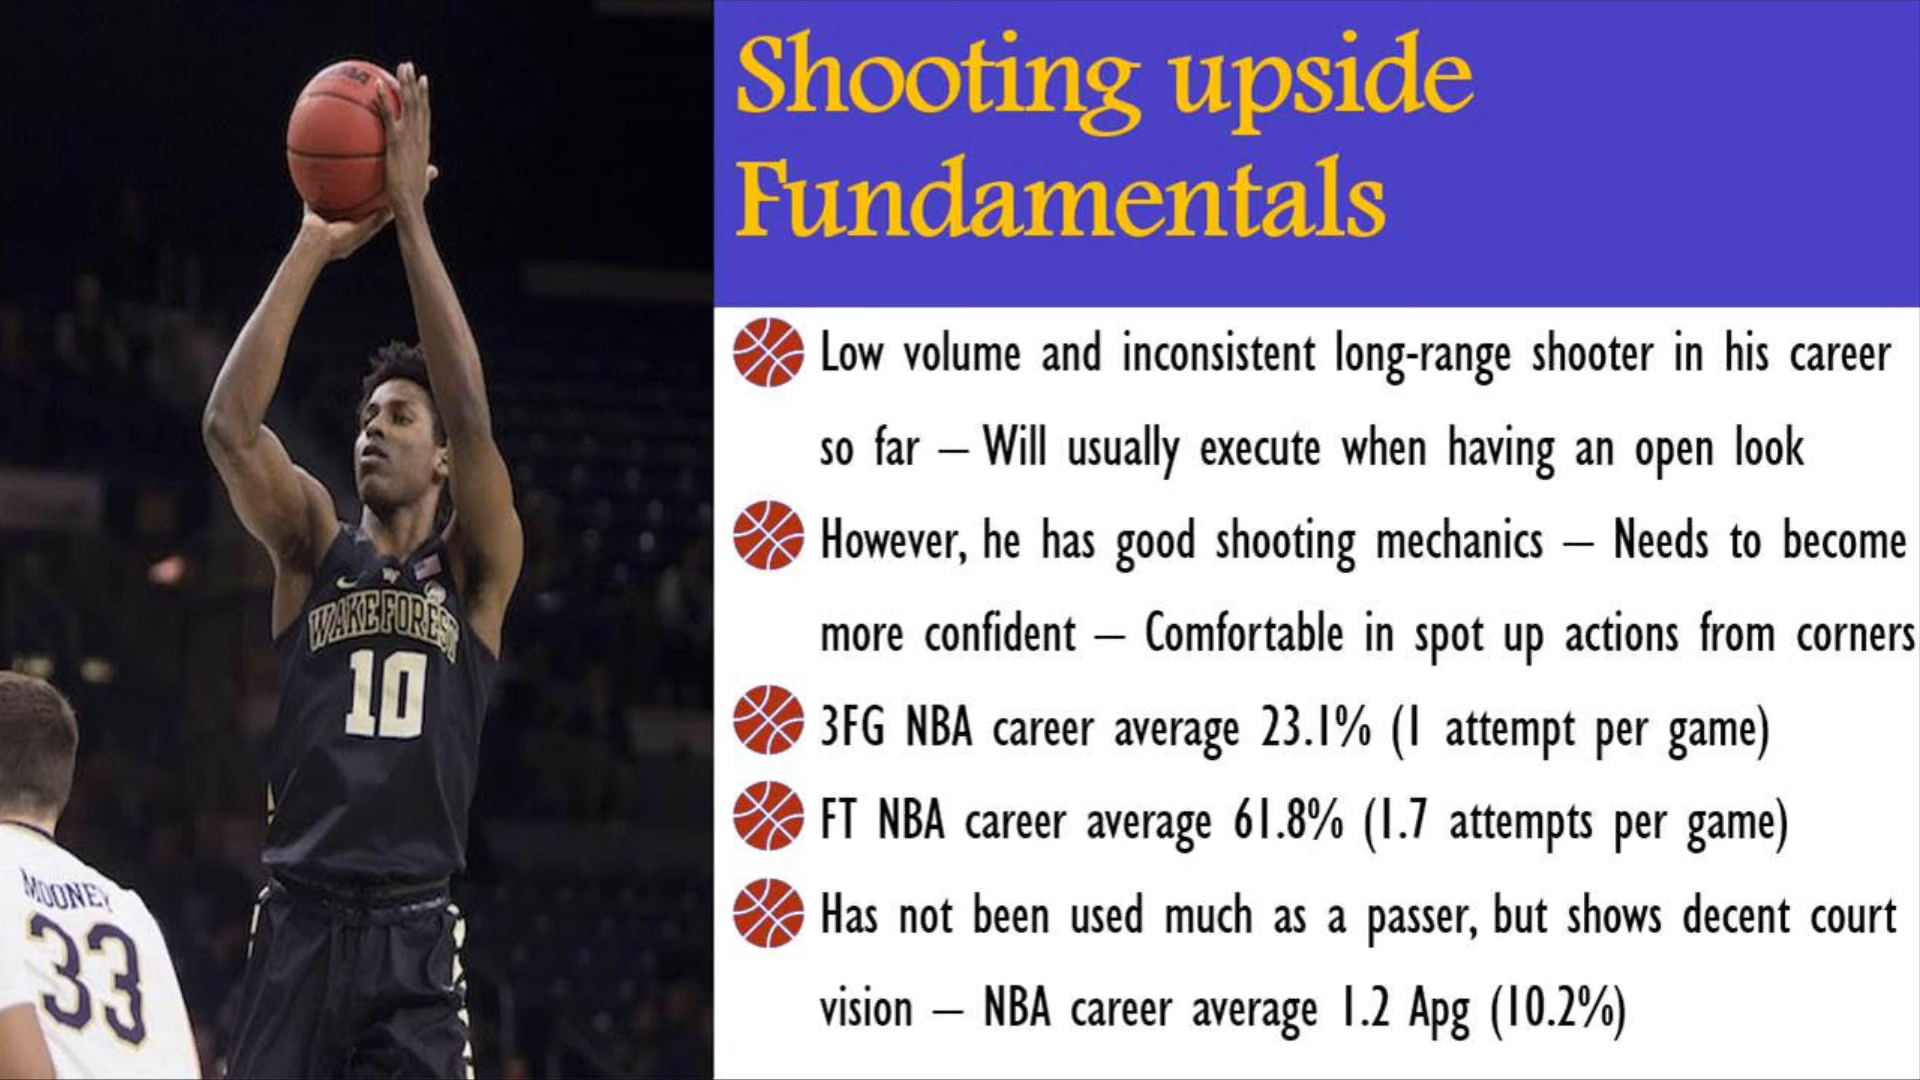 Shooting upside
Fundamentals
Low volume and inconsistent long-range shooter in his career
so far – Will usually execute when having an open look
However, he has good shooting mechanics – Needs to become
more confident – Comfortable in spot up actions from corners
3FG NBA career average 23.1% (1 attempt per game)
FT NBA career average 61.8% (1.7 attempts per game)
Has not been used much as a passer, but shows decent court
vision – NBA career average 1.2 Apg (10.2%)
WAKE FOREST
10
MOONEY
33